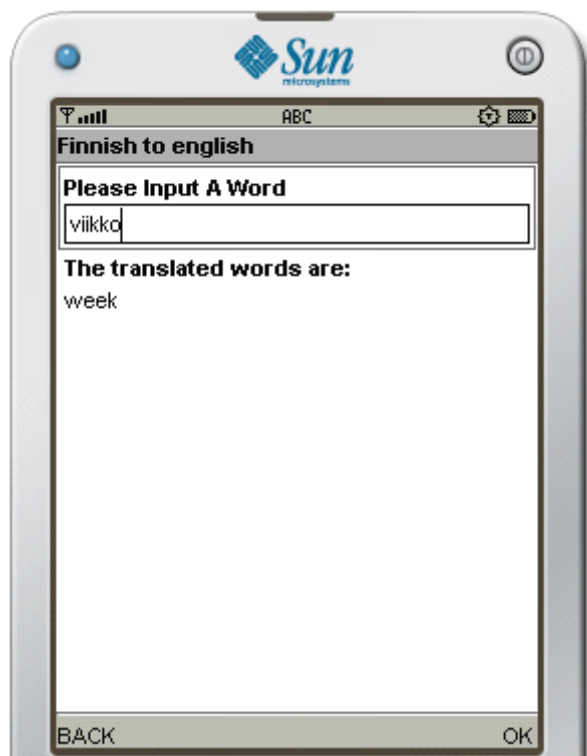 Sun
microsystems
ABC
Finnish to english
Please Input A Word
viikko
The translated words are:
week
BACK OK